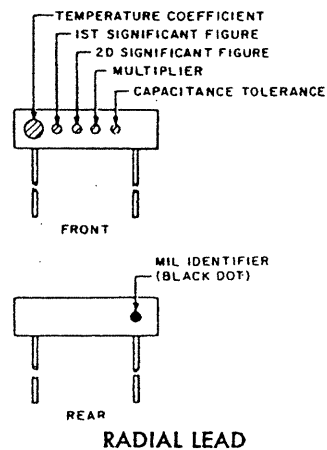 TEMPERATURE COEFFICIENT
1ST SIGNIFICANT FIGURE
2D SIGNIFICANT FIGURE
MULTIPLIER
CAPACITANCE TOLERANCE
FRONT
MIL IDENTIFIER
(BLACK DOT)
REAR
RADIAL LEAD